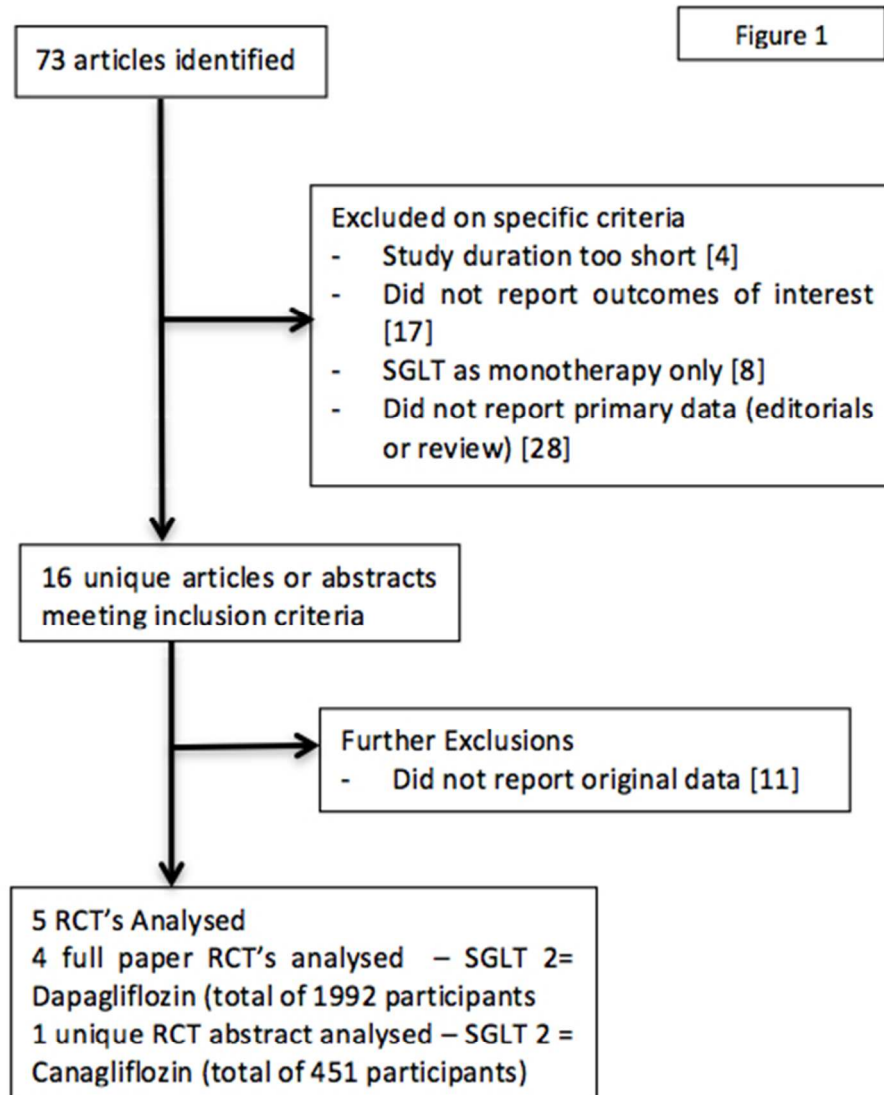 Figure 1
73 articles identified
Excluded on specific criteria
- Study duration too short [4]
- Did not report outcomes of interest
[17]
- SGLT as monotherapy only [8]
- Did not report primary data (editorials
or review) [28]
16 unique articles or abstracts
meeting inclusion criteria
Further Exclusions
- Did not report original data [11]
5 RCT's Analysed
4 full paper RCT's analysed – SGLT 2=
Dapagliflozin (total of 1992 participants
1 unique RCT abstract analysed – SGLT 2 =
Canagliflozin (total of 451 participants)